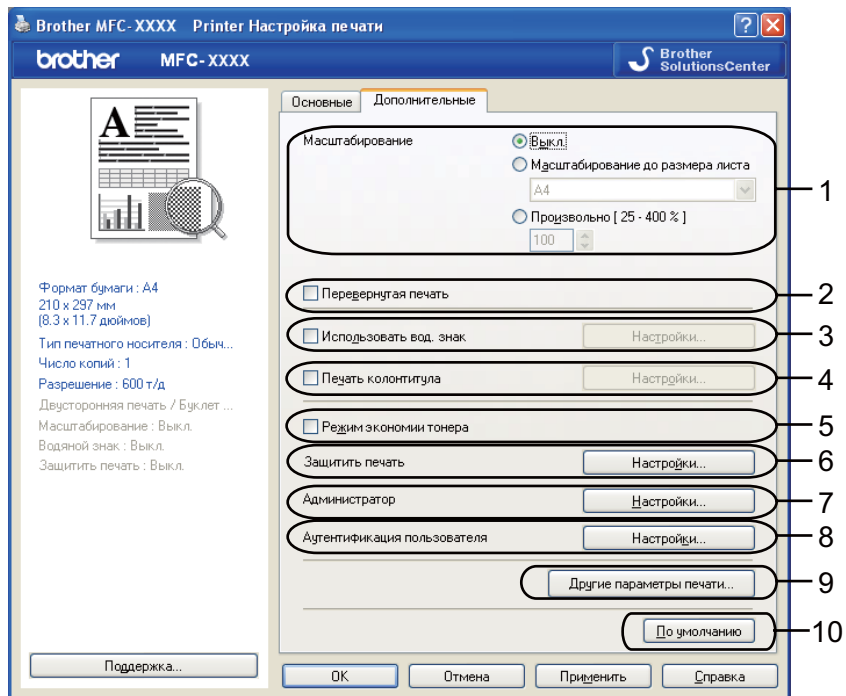 Brother MFC-XXXX Printer Настройка печати
brother MFC-XXXX
Brother
SolutionsCenter
A
Формат бумаги : A4
210 x 297 мм
(8.3 x 11.7 дюймов)
Тип печатного носителя : Обыч...
Число копий : 1
Разрешение : 600 т/д
Двусторонняя печать / Буклет ...
Масштабирование : Выкл.
Водяной знак : Выкл.
Защитить печать : Выкл.
Поддержка...
Основные Дополнительные
Масштабирование
Выкл.
Масштабирование до размера листа
A4
Произвольно [ 25 - 400 % ]
100
1
Перевернутая печать
2
Использовать вод. знак Настройки...
3
Печать колонтитула Настройки...
4
Режим экономии тонера
5
Защитить печать Настройки...
6
Администратор Настройки...
7
Аутентификация пользователя Настройки...
8
Другие параметры печати...
9
По умолчанию
10
OK Отмена Применить Справка